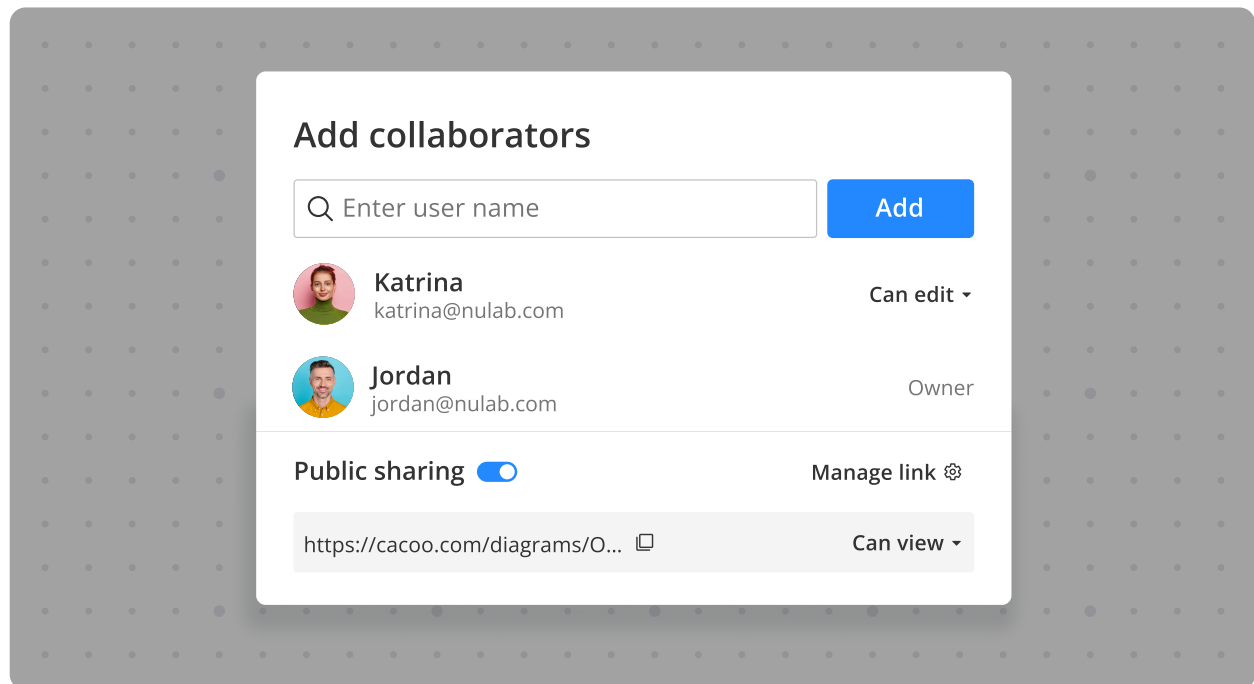 Add collaborators
Enter user name
Add
Katrina
katrina@nulab.com
Can edit
Jordan
jordan@nulab.com
Owner
Public sharing
Manage link
https://cacoo.com/diagrams/O...
Can view